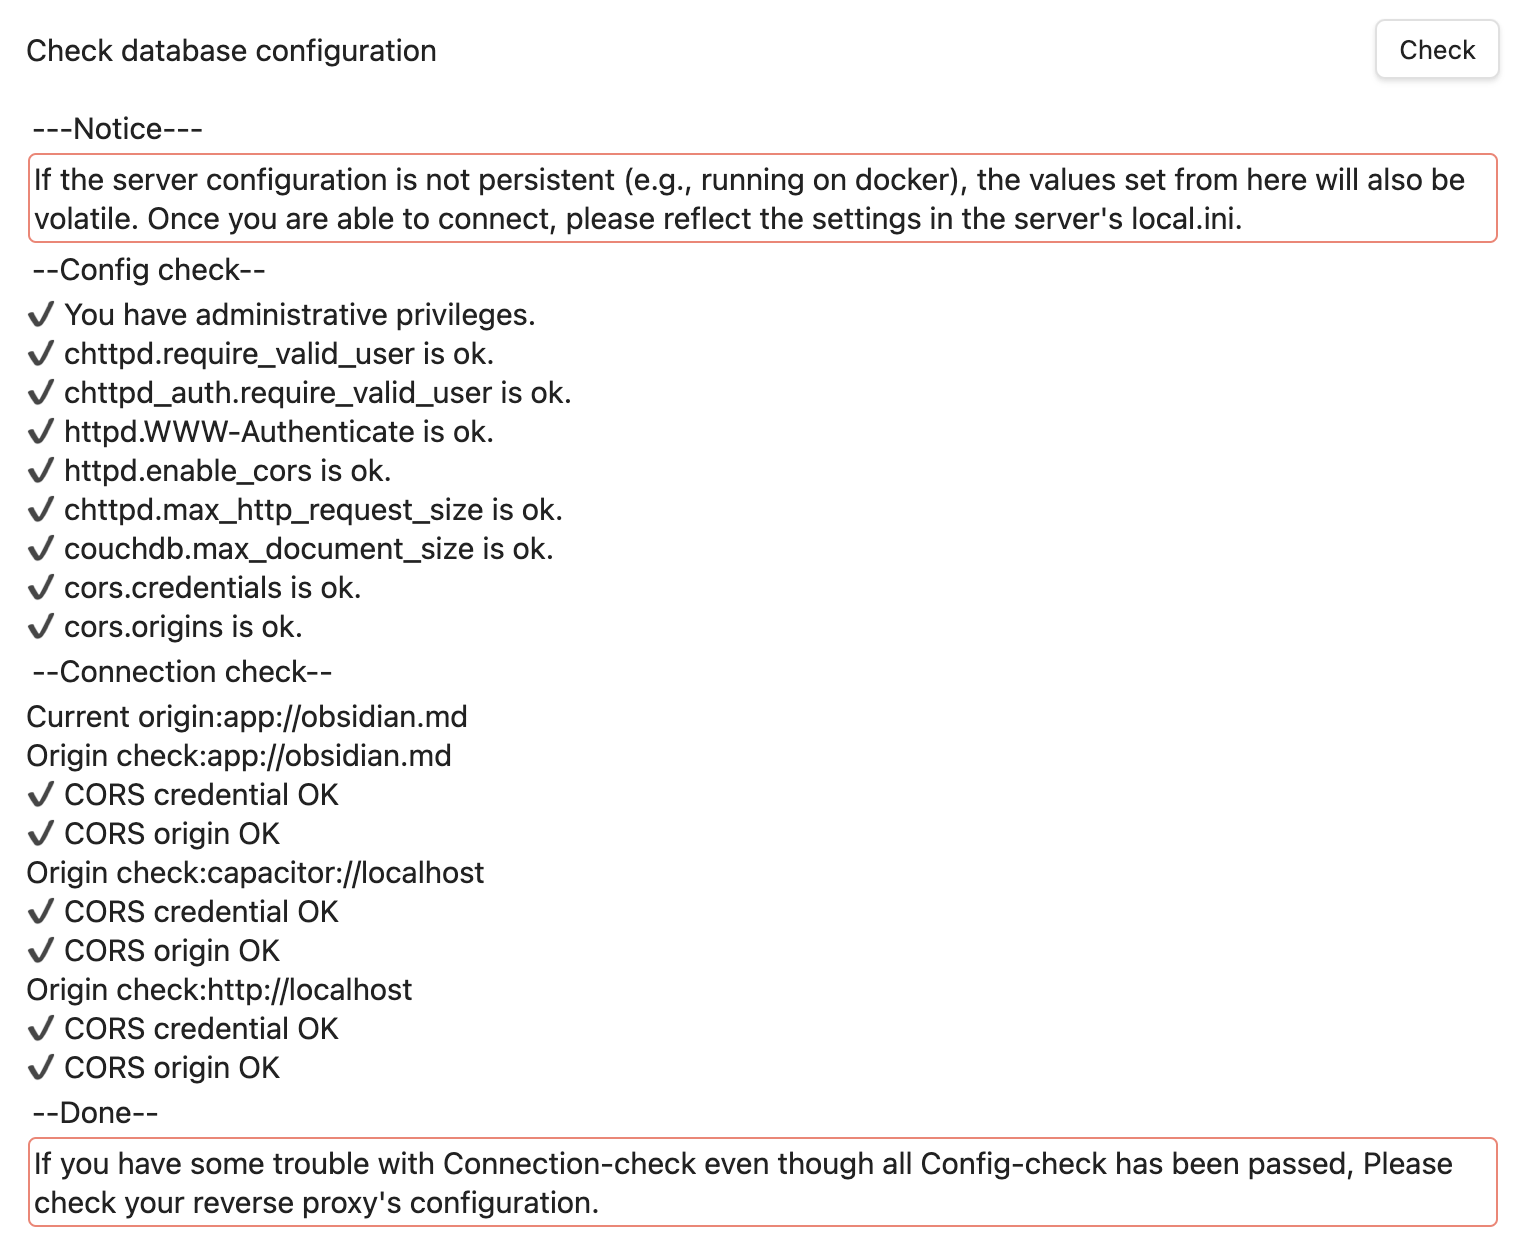 Check database configuration
Check
---Notice---
If the server configuration is not persistent (e.g., running on docker), the values set from here will also be
volatile. Once you are able to connect, please reflect the settings in the server's local.ini.
--Config check--
✔ You have administrative privileges.
✔ chttpd.require_valid_user is ok.
✔ chttpd_auth.require_valid_user is ok.
✔ httpd.WWW-Authenticate is ok.
✔ httpd.enable_cors is ok.
✔ chttpd.max_http_request_size is ok.
✔ couchdb.max_document_size is ok.
✔ cors.credentials is ok.
✔ cors.origins is ok.
--Connection check--
Current origin:app://obsidian.md
Origin check:app://obsidian.md
✔ CORS credential OK
✔ CORS origin OK
Origin check:capacitor://localhost
✔ CORS credential OK
✔ CORS origin OK
Origin check:http://localhost
✔ CORS credential OK
✔ CORS origin OK
--Done--
If you have some trouble with Connection-check even though all Config-check has been passed, Please
check your reverse proxy's configuration.